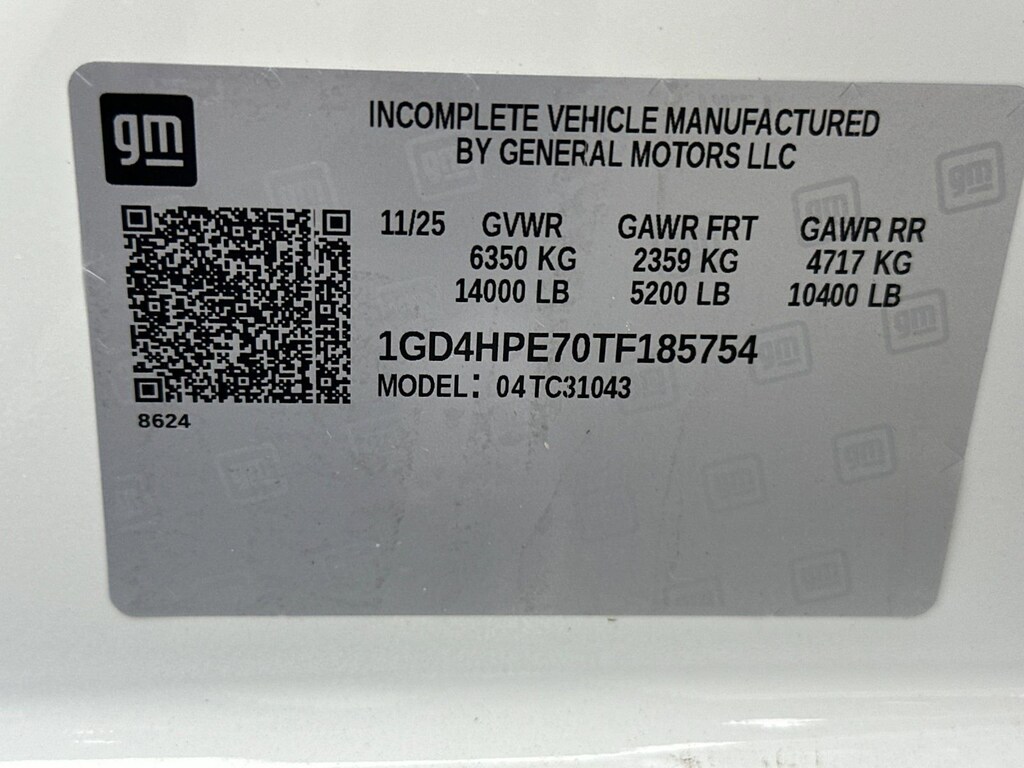 gm
INCOMPLETE VEHICLE MANUFACTURED
BY GENERAL MOTORS LLC
11/25 GVWR GAWR FRT GAWR RR
6350 KG 2359 KG 4717 KG
14000 LB 5200 LB 10400 LB
1GD4HPE70TF185754
MODEL: 04TC31043
8624